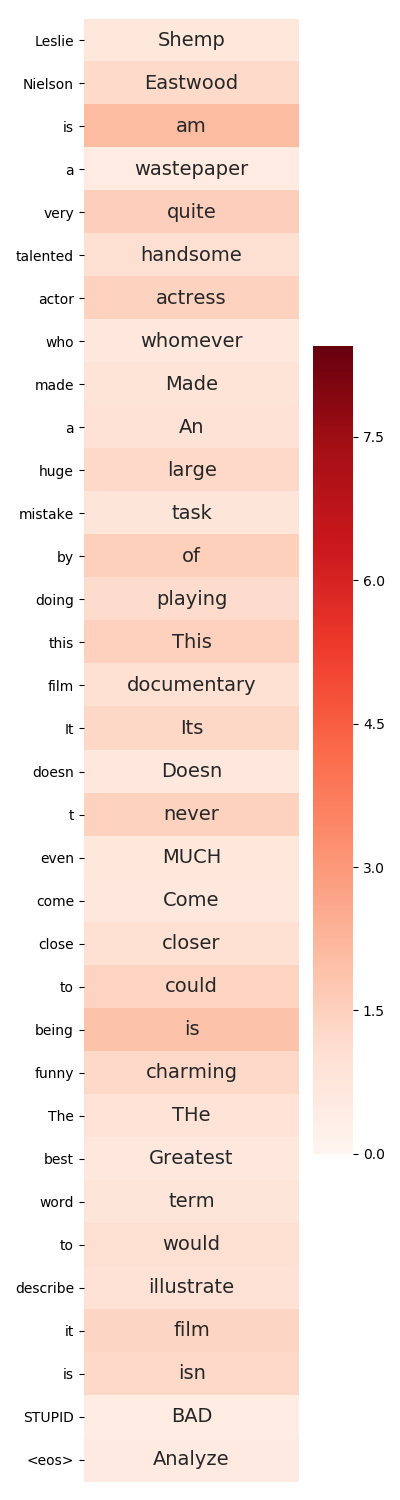 Leslie Shemp
Nielson Eastwood
is am
a wastepaper
very quite
talented handsome
actor actress
who whomever
made Made
a An
huge large
mistake task
by of
doing playing
this This
film documentary
It Its
doesn Doesn
t never
even MUCH
come Come
close closer
to could
being is
funny charming
The THe
best Greatest
word term
to would
describe illustrate
it film
is isn
STUPID BAD
<eos> Analyze
7.5
6.0
4.5
3.0
1.5
0.0